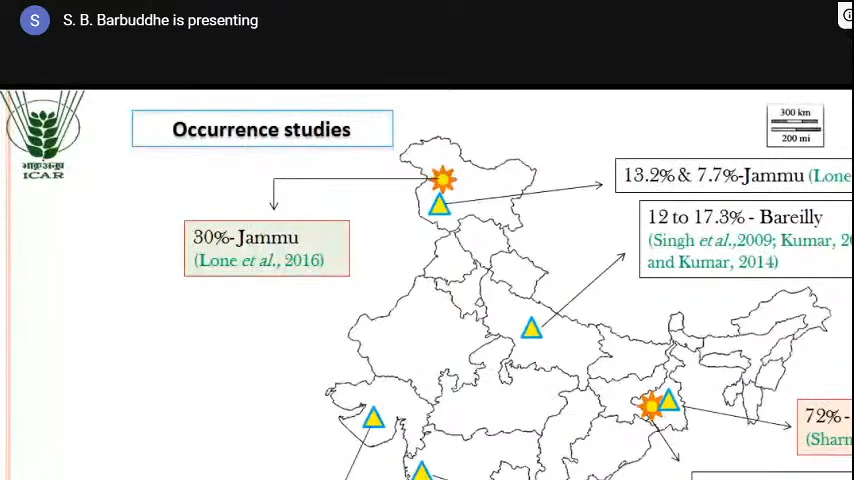 S
S. B. Barbuddhe is presenting
ICAR
Occurrence studies
300 km
200 mi
13.2% & 7.7%-Jammu (Lone
12 to 17.3% - Bareilly
(Singh et al.,2009; Kumar, 20
and Kumar, 2014)
30%-Jammu
(Lone et al., 2016)
72%-
(Sharm